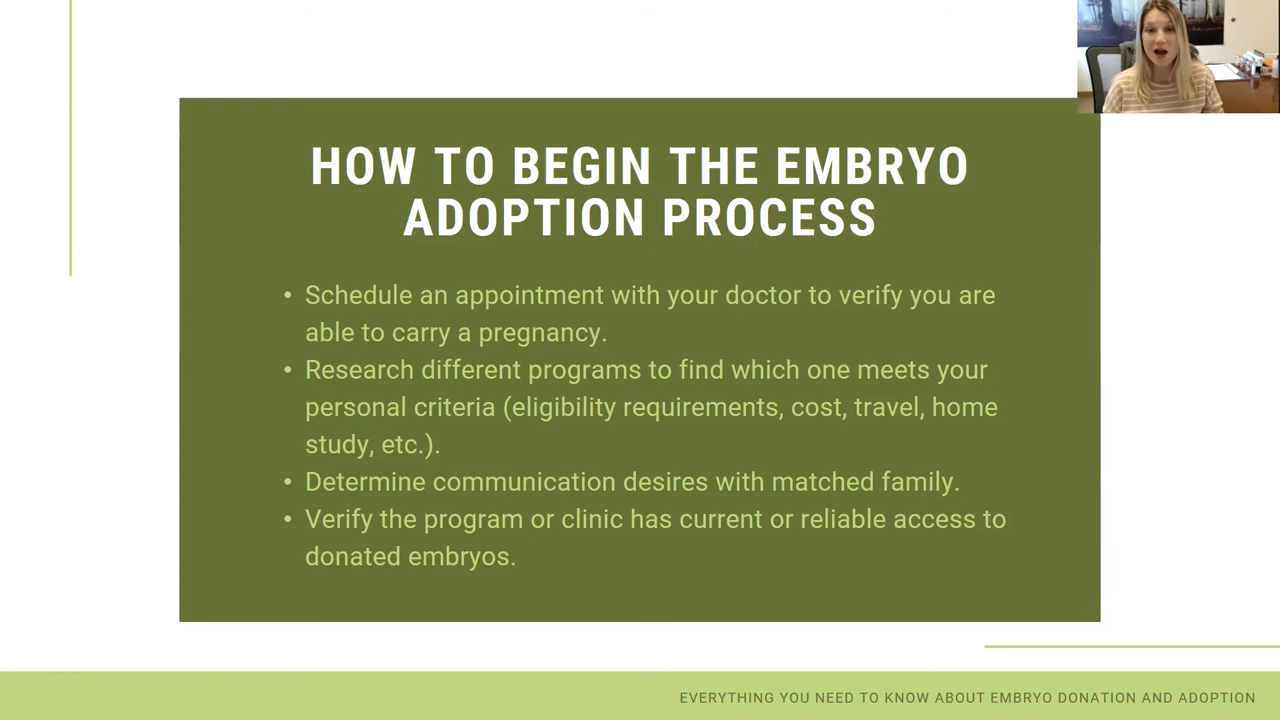 HOW TO BEGIN THE EMBRYO
ADOPTION PROCESS
• Schedule an appointment with your doctor to verify you are
able to carry a pregnancy.
• Research different programs to find which one meets your
personal criteria (eligibility requirements, cost, travel, home
study, etc.).
• Determine communication desires with matched family.
• Verify the program or clinic has current or reliable access to
donated embryos.
EVERYTHING YOU NEED TO KNOW ABOUT EMBRYO DONATION AND ADOPTION